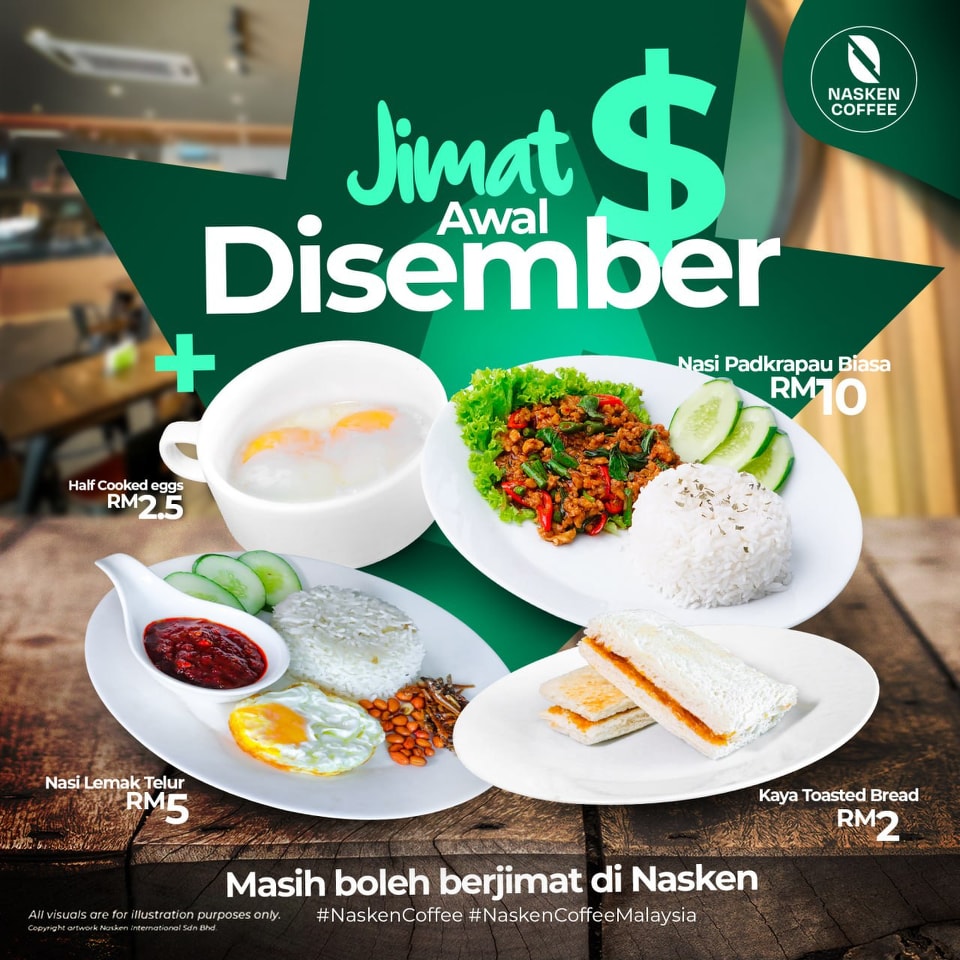 NASKEN
COFFEE
Jimat $
Awal
Disember
+
Nasi Padkrapau Biasa
RM10
Half Cooked eggs
RM2.5
Nasi Lemak Telur
RM5
Kaya Toasted Bread
RM2
Masih boleh berjimat di Nasken
#NaskenCoffee #NaskenCoffeeMalaysia
All visuals are for illustration purposes only.
Copyright artwork Nasken International Sdn Bhd.